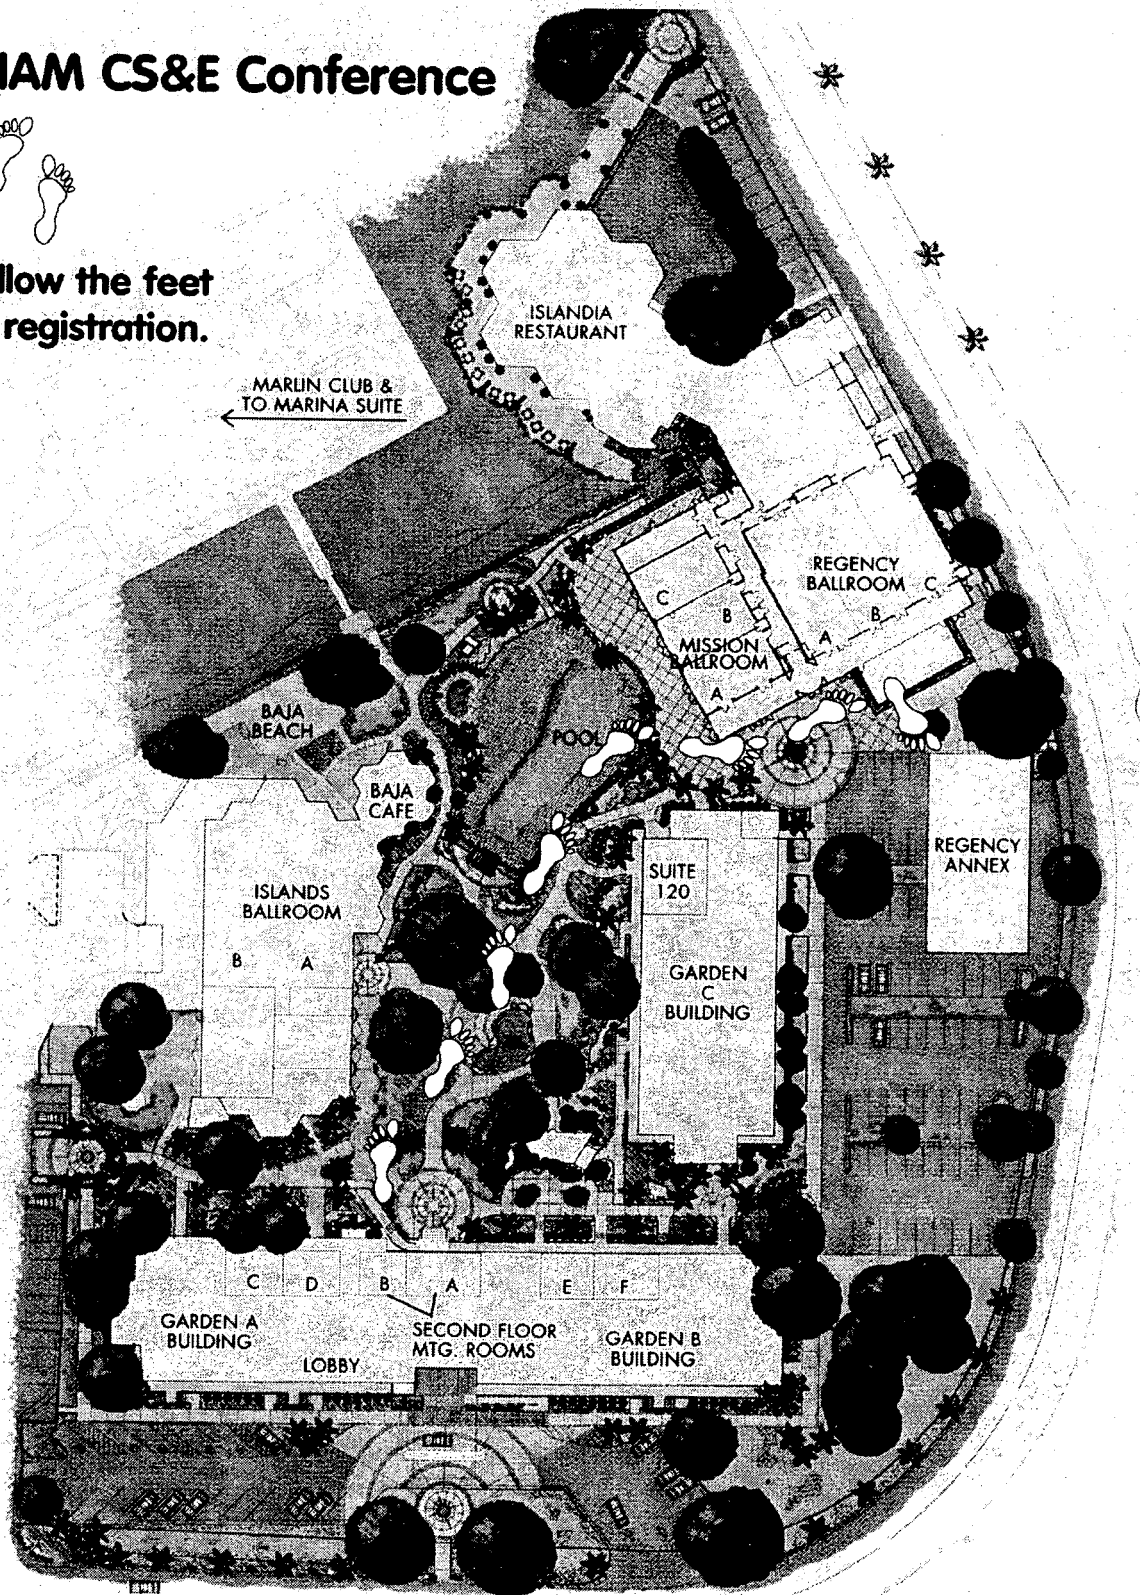 IAM CS&E Conference
llow the feet
registration.
MARLIN CLUB &
TO MARINA SUITE
ISLANDIA
RESTAURANT
REGENCY
BALLROOM C
B
A
C
B
MISSION
BALLROOM
A
BAJA
BEACH
POOL
BAJA
CAFE
REGENCY
ANNEX
SUITE
120
ISLANDS
BALLROOM
B A
GARDEN
C
BUILDING
C D B A E F
GARDEN A
BUILDING
SECOND FLOOR
MTG. ROOMS
GARDEN B
BUILDING
LOBBY